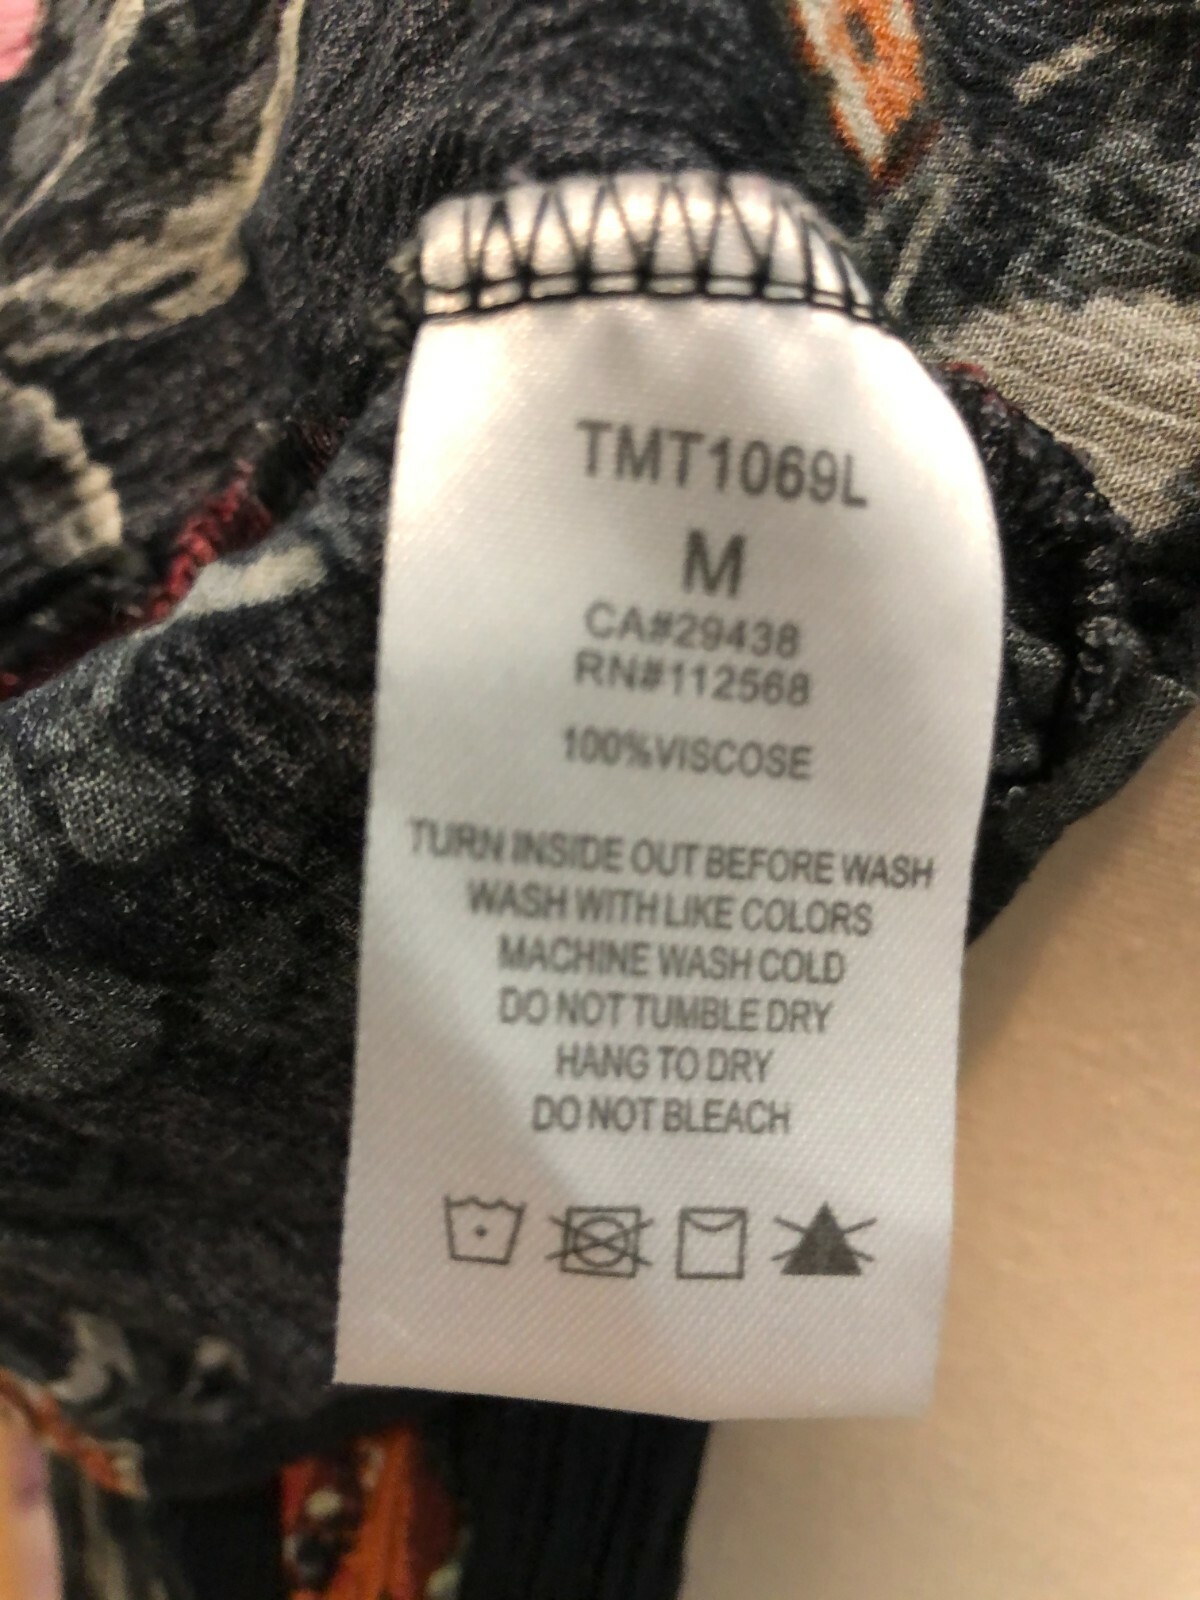 TMT1069L
M
CA#29438
RN#112568
100%VISCOSE
TURN INSIDE OUT BEFORE WASH
WASH WITH LIKE COLORS
MACHINE WASH COLD
DO NOT TUMBLE DRY
HANG TO DRY
DO NOT BLEACH